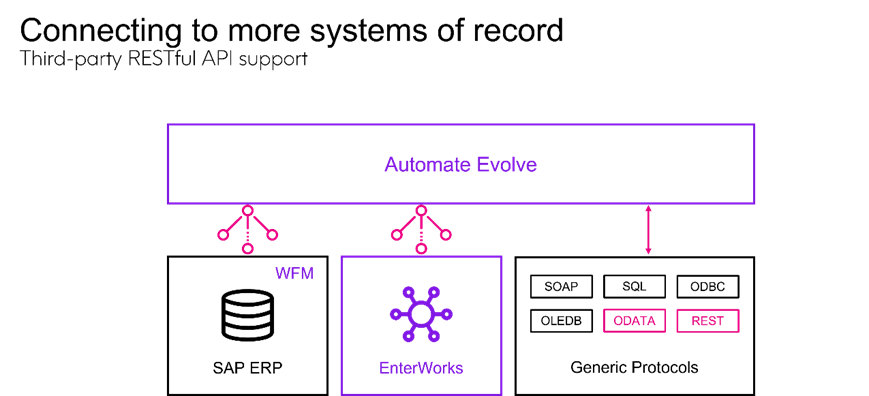 Connecting to more systems of record
Third-party RESTful API support
Automate Evolve
WFM
SAP ERP
EnterWorks
SOAP SQL ODBC
OLEDB ODATA REST
Generic Protocols